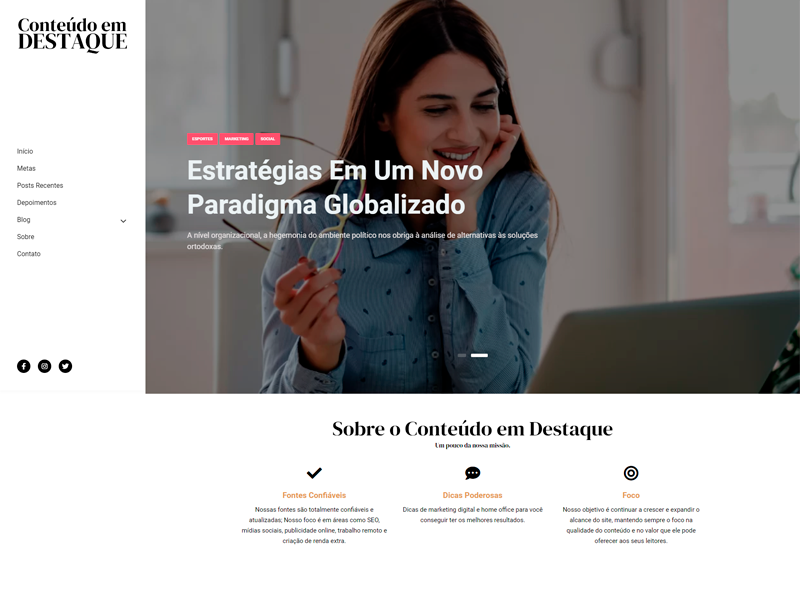 Conteúdo em
DESTAQUE
Início
Metas
Posts Recentes
Depoimentos
Blog
Sobre
Contato
ESPORTES MARKETING SOCIAL
Estratégias Em Um Novo
Paradigma Globalizado
A nível organizacional, a hegemonia do ambiente político nos obriga à análise de alternativas às soluções
ortodoxas.
Sobre o Conteúdo em Destaque
Um pouco da nossa missão.
Fontes Confiáveis
Nossas fontes são totalmente confiáveis e
atualizadas; Nosso foco é em áreas como SEO,
mídias sociais, publicidade online, trabalho remoto e
criação de renda extra.
Dicas Poderosas
Dicas de marketing digital e home office para você
conseguir ter os melhores resultados.
Foco
Nosso objetivo é continuar a crescer e expandir o
alcance do site, mantendo sempre o foco na
qualidade do conteúdo e no valor que ele pode
oferecer aos seus leitores.